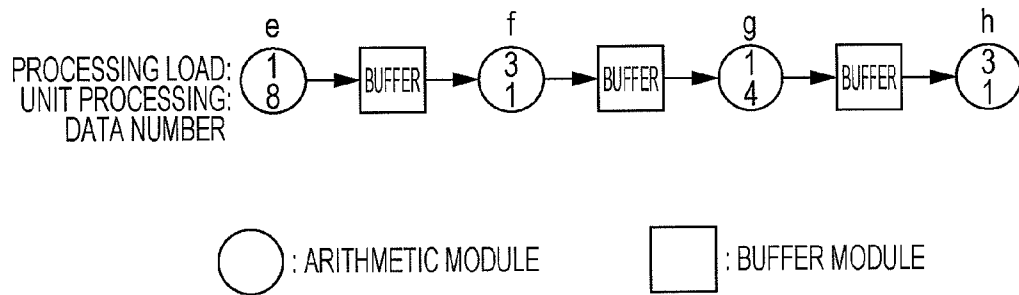 e
f
g
h
PROCESSING LOAD: 1 3 1 3
UNIT PROCESSING: 8 1 4 1
DATA NUMBER
BUFFER BUFFER BUFFER
: ARITHMETIC MODULE
: BUFFER MODULE